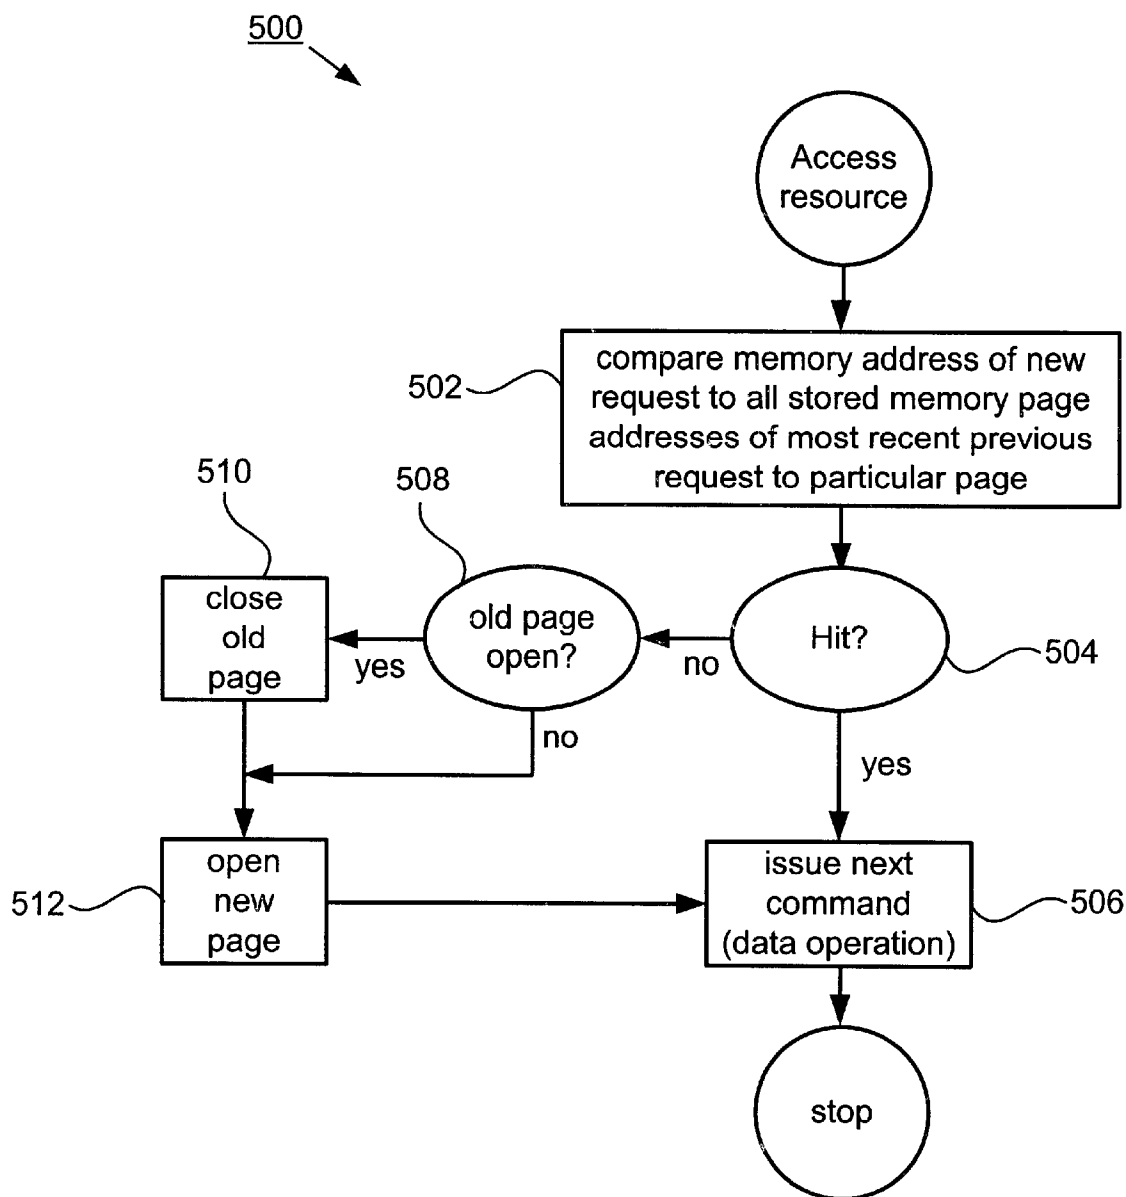 500
Access
resource
502
compare memory address of new
request to all stored memory page
addresses of most recent previous
request to particular page
510
508
close
old
page
yes
old page
open?
no
Hit?
504
no
yes
512
open
new
page
issue next
command
(data operation)
506
stop